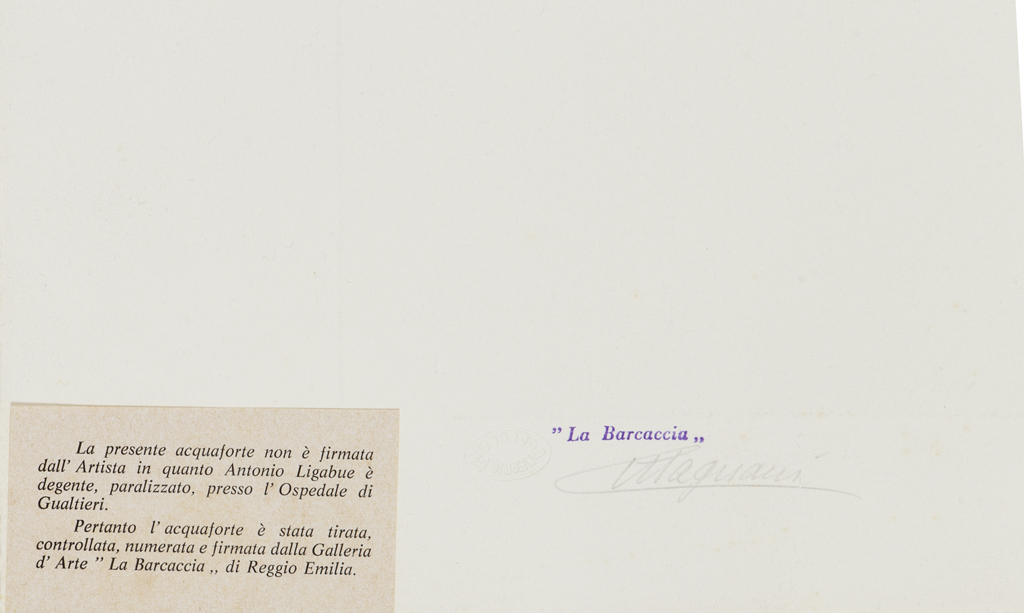 La presente acquaforte non è firmata
dall' Artista in quanto Antonio Ligabue è
degente, paralizzato, presso l' Ospedale di
Gualtieri.
Pertanto l' acquaforte è stata tirata,
controllata, numerata e firmata dalla Galleria
d' Arte " La Barcaccia „ di Reggio Emilia.
" La Barcaccia „
Magnani